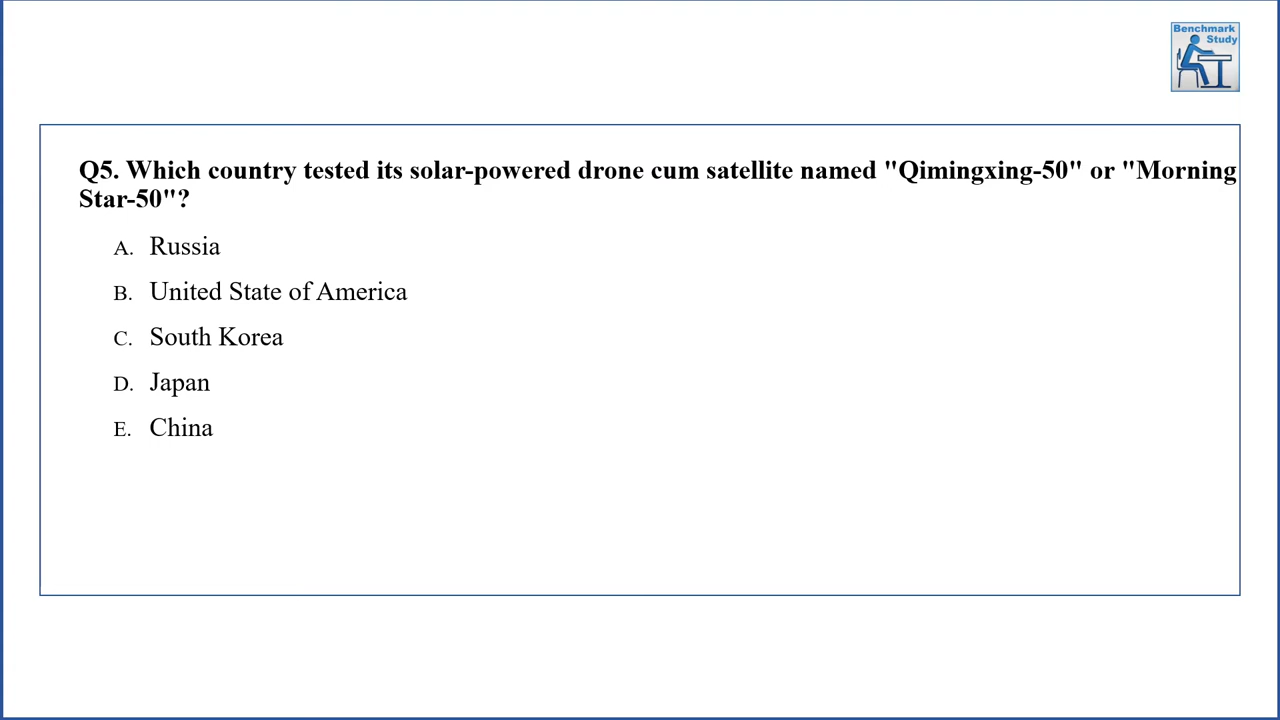 Benchmark
Study
Q5. Which country tested its solar-powered drone cum satellite named "Qimingxing-50" or "Morning
Star-50"?
A. Russia
B. United State of America
C. South Korea
D. Japan
E. China